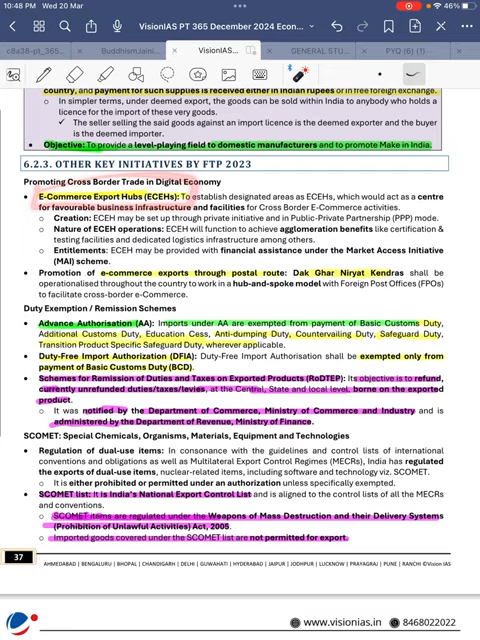 10:48 PM Wed 20 Mar
46%
VisionIAS PT 365 December 2024 Econ...
c8a38-pt_365...
BuddhismJaini...
VisionIAS...
GENERAL STU...
PYQ (6) (1)
country, and payment for such supplies is received either in Indian rupees or in free foreign exchange.
○ In simpler terms, under deemed export, the goods can be sold within India to anybody who holds a
licence for the import of these very goods.
✓ The seller selling the said goods against an import licence is the deemed exporter and the buyer
is the deemed importer.
• Objective: To provide a level-playing field to domestic manufacturers and to promote Make in India.
6.2.3. OTHER KEY INITIATIVES BY FTP 2023
Promoting Cross Border Trade in Digital Economy
• E-Commerce Export Hubs (ECEHs): To establish designated areas as ECEHs, which would act as a centre
for favourable business infrastructure and facilities for Cross Border E-Commerce activities.
○ Creation: ECEH may be set up through private initiative and in Public-Private Partnership (PPP) mode.
○ Nature of ECEH operations: ECEH will function to achieve agglomeration benefits like certification &
testing facilities and dedicated logistics infrastructure among others.
○ Entitlements: ECEH may be provided with financial assistance under the Market Access Initiative
(MAI) scheme.
• Promotion of e-commerce exports through postal route: Dak Ghar Niryat Kendras shall be
operationalised throughout the country to work in a hub-and-spoke model with Foreign Post Offices (FPOs)
to facilitate cross-border e-Commerce.
Duty Exemption / Remission Schemes
• Advance Authorisation (AA): Imports under AA are exempted from payment of Basic Customs Duty,
Additional Customs Duty, Education Cess, Anti-dumping Duty, Countervailing Duty, Safeguard Duty,
Transition Product Specific Safeguard Duty, wherever applicable.
• Duty-Free Import Authorization (DFIA): Duty-Free Import Authorisation shall be exempted only from
payment of Basic Customs Duty (BCD).
• Schemes for Remission of Duties and Taxes on Exported Products (RoDTEP): Its objective is to refund,
currently unrefunded duties/taxes/levies, at the Central, State and local level, borne on the exported
product.
○ It was notified by the Department of Commerce, Ministry of Commerce and Industry and is
administered by the Department of Revenue, Ministry of Finance.
SCOMET: Special Chemicals, Organisms, Materials, Equipment and Technologies
• Regulation of dual-use items: In consonance with the guidelines and control lists of international
conventions and obligations as well as Multilateral Export Control Regimes (MECRs), India has regulated
the exports of dual-use items, nuclear-related items, including software and technology viz. SCOMET.
○ It is either prohibited or permitted under an authorization unless specifically exempted.
• SCOMET list: It is India's National Export Control List and is aligned to the control lists of all the MECRs
and conventions.
○ SCOMET items are regulated under the Weapons of Mass Destruction and their Delivery Systems
(Prohibition of Unlawful Activities) Act, 2005.
○ Imported goods covered under the SCOMET list are not permitted for export.
37
AHMEDABAD | BENGALURU | BHOPAL | CHANDIGARH | DELHI | GUWAHATI | HYDERABAD | JAIPUR | JODHPUR | LUCKNOW | PRAYAGRAJ | PUNE | RANCHI ©Vision IAS
www.visionias.in
8468022022